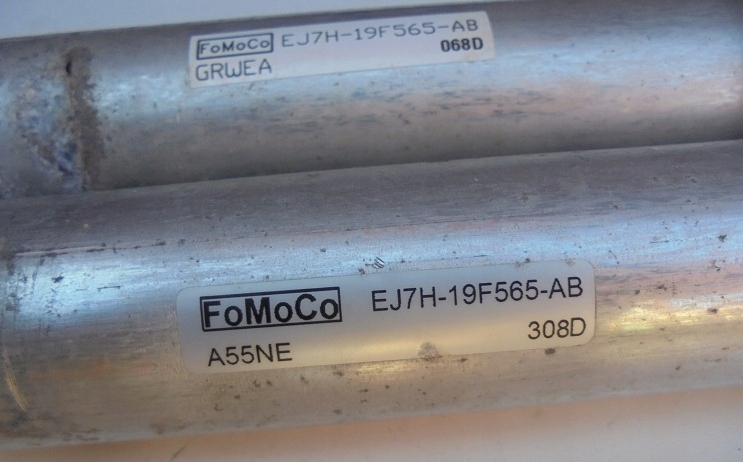 FoMoCo EJ7H-19F565-AB
GRWEA 068D
FoMoCo EJ7H-19F565-AB
A55NE 308D